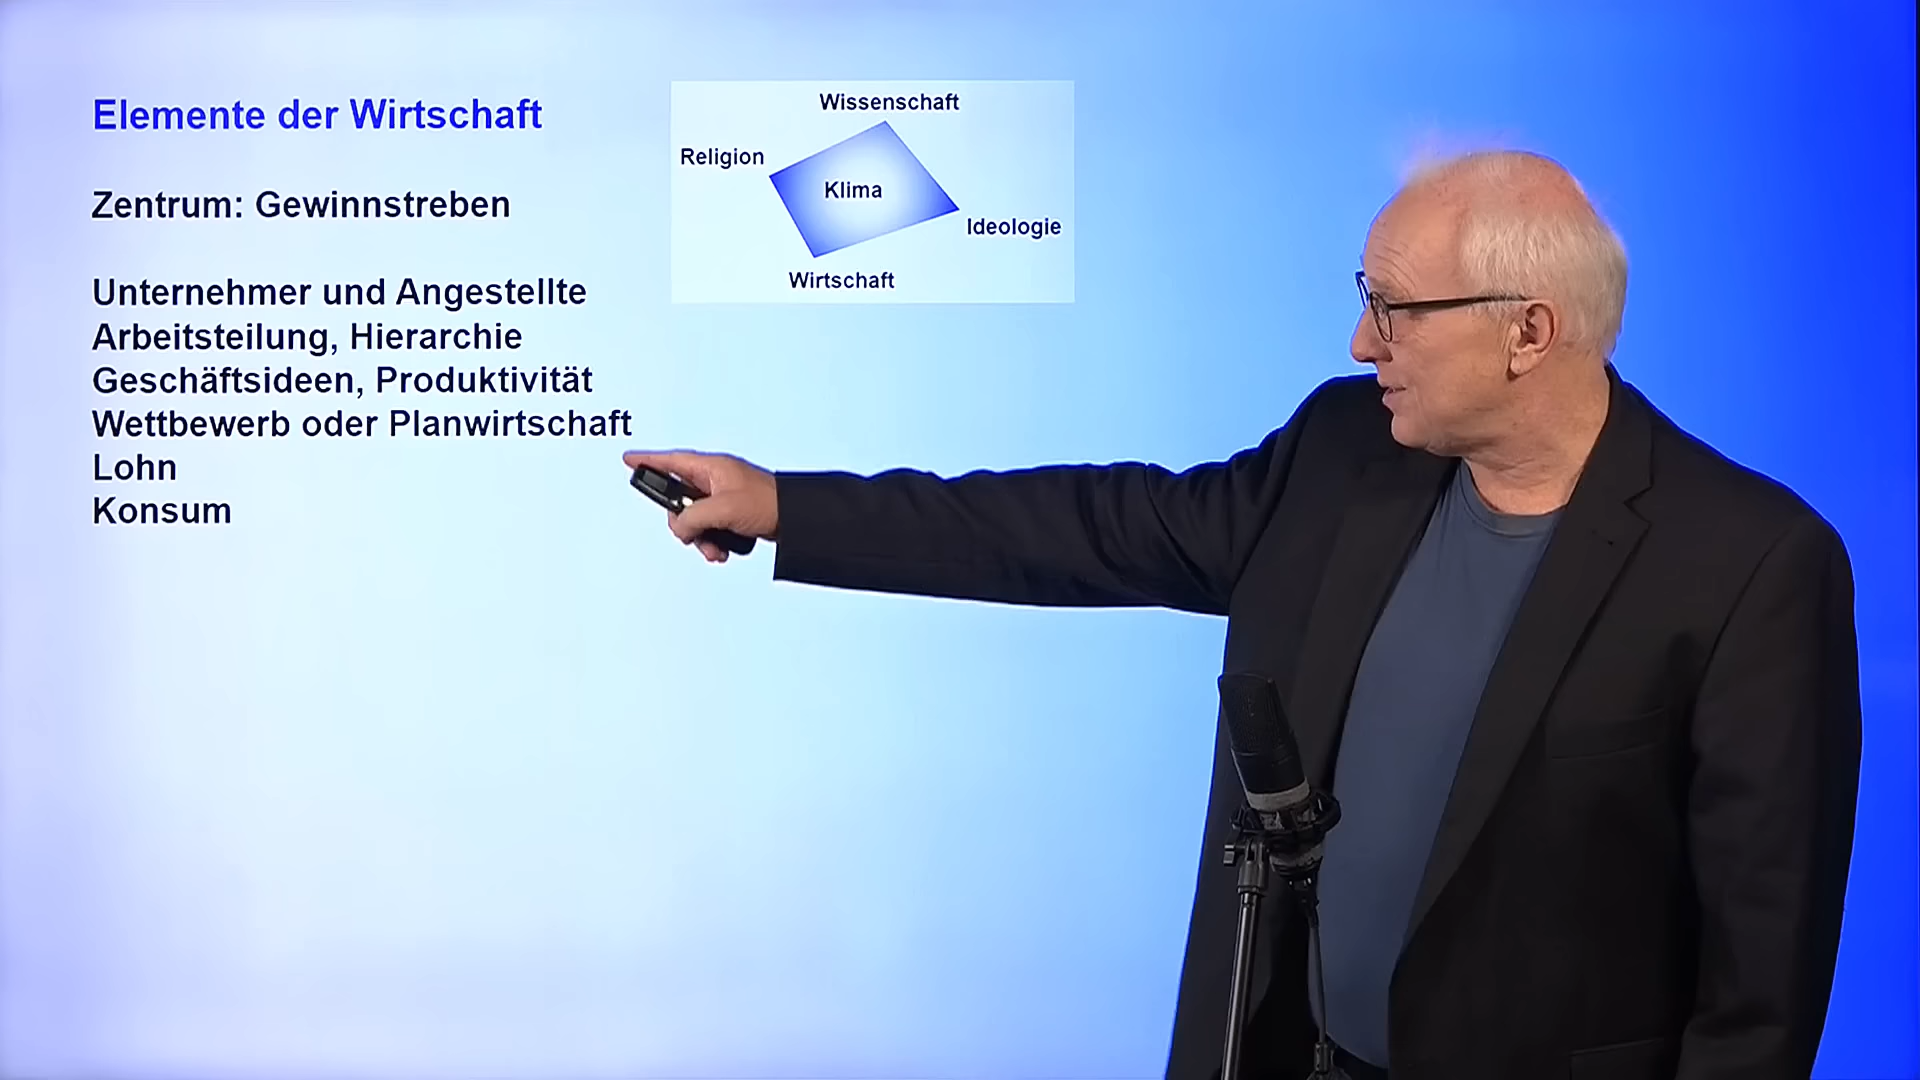 Elemente der Wirtschaft
Zentrum: Gewinnstreben
Unternehmer und Angestellte
Arbeitsteilung, Hierarchie
Geschäftsideen, Produktivität
Wettbewerb oder Planwirtschaft
Lohn
Konsum
Wissenschaft
Religion
Klima
Ideologie
Wirtschaft